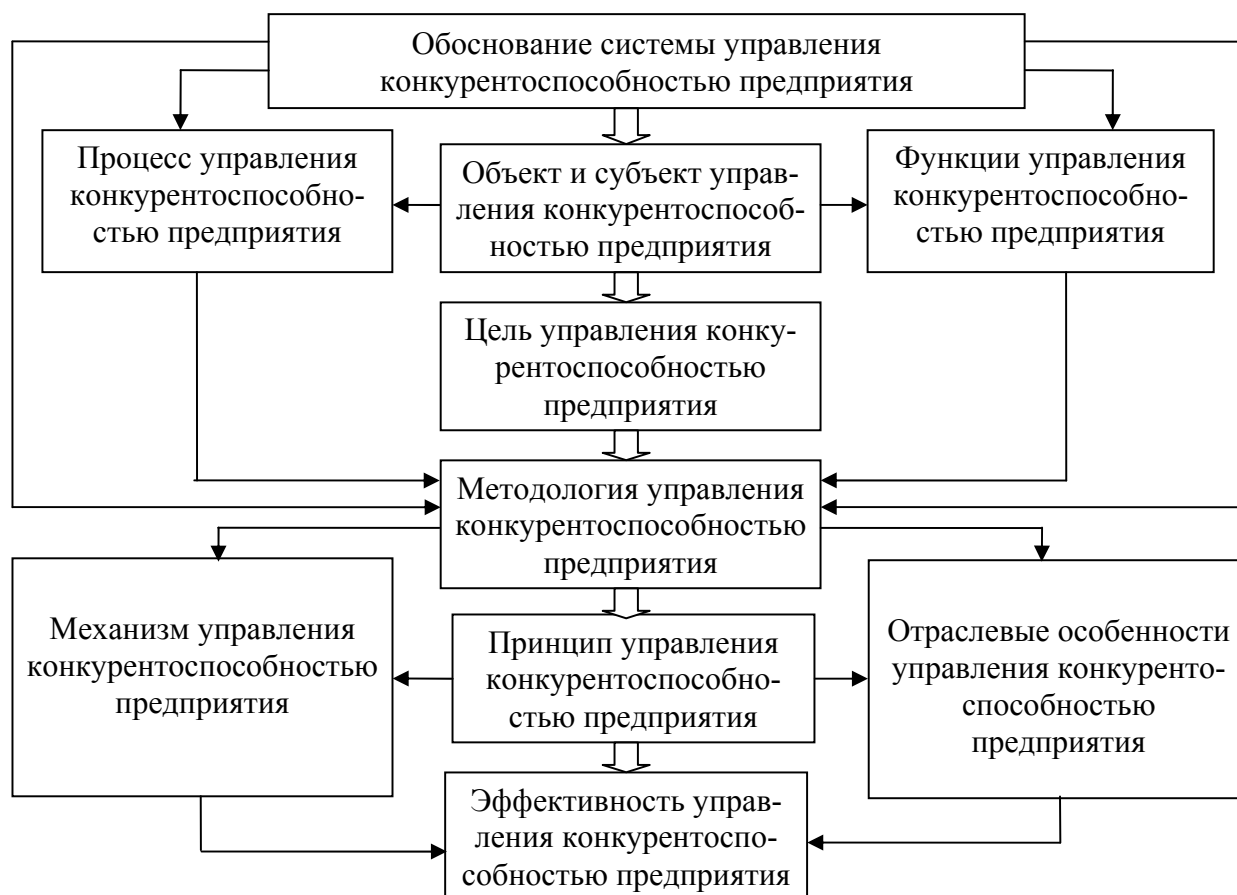 Обоснование системы управления
конкурентоспособностью предприятия
Процесс управления
конкурентоспособно-
стью предприятия
Объект и субъект управ-
ления конкурентоспособ-
ностью предприятия
Функции управления
конкурентоспособно-
стью предприятия
Цель управления конку-
рентоспособностью
предприятия
Методология управления
конкурентоспособностью
предприятия
Механизм управления
конкурентоспособностью
предприятия
Принцип управления
конкурентоспособно-
стью предприятия
Отраслевые особенности
управления конкуренто-
способностью
предприятия
Эффективность управ-
ления конкурентоспо-
собностью предприятия